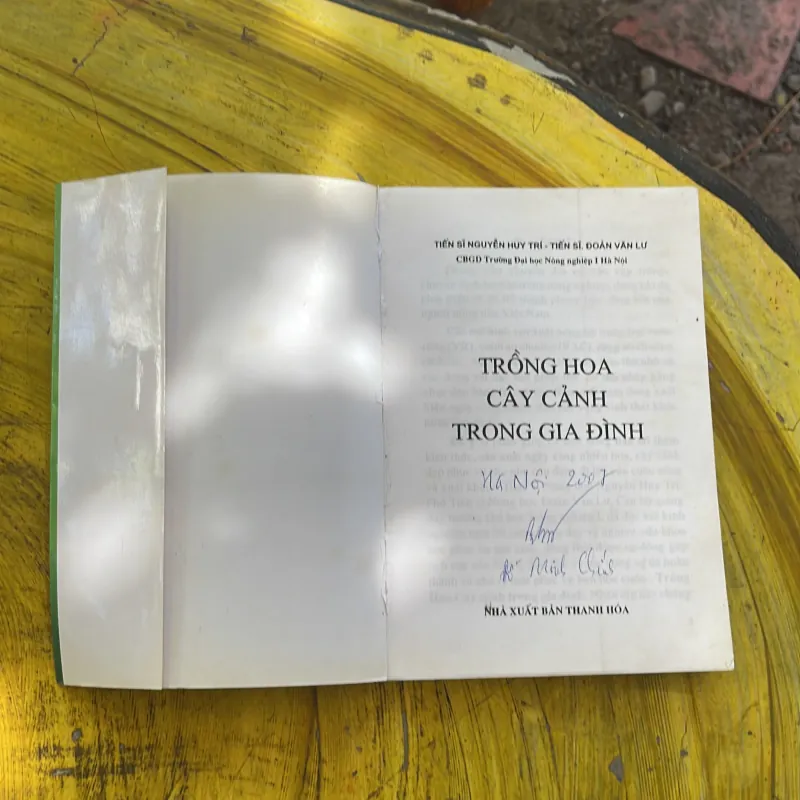 TIẾN SĨ NGUYỄN HUY TRÍ - TIẾN SĨ. ĐOÀN VĂN LƯ
CBGD Trường Đại học Nông nghiệp I Hà Nội
TRỒNG HOA
CÂY CẢNH
TRONG GIA ĐÌNH
Hà Nội 2007
Minh
NHÀ XUẤT BẢN THANH HÓA